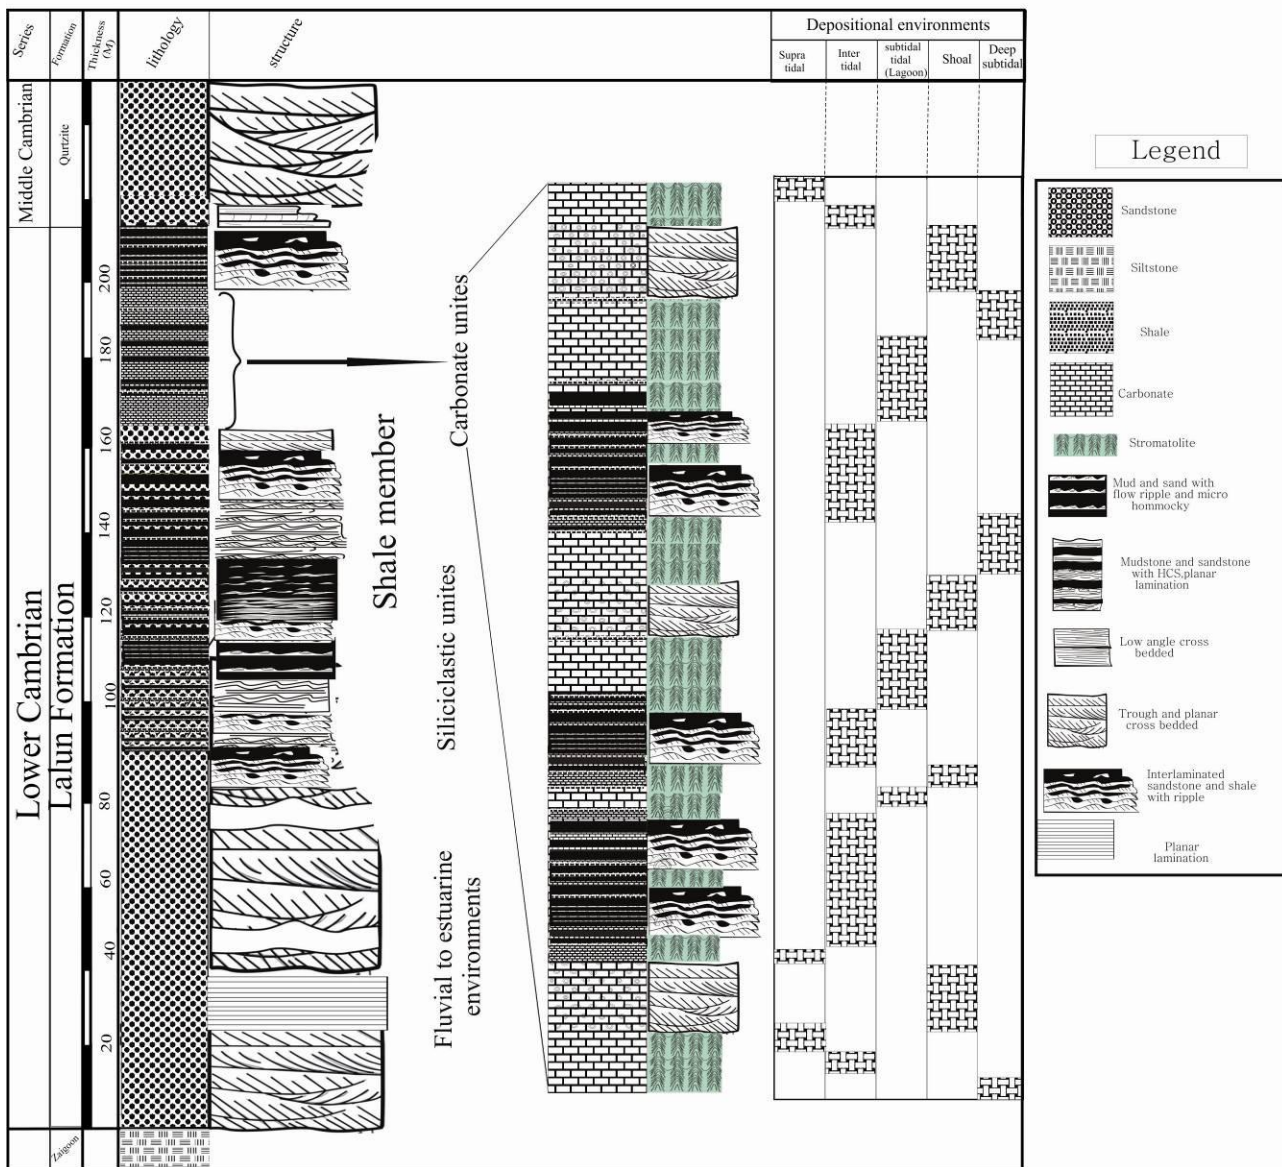 Series
Formation
Thickness
(M)
lithology
structure
Depositional environments
Supra
tidal
Inter
tidal
subtidal
tidal
(Lagoon)
Shoal
Deep
subtidal
Middle Cambrian
Qurtzite
Lower Cambrian
Lalun Formation
Zaigoon
200
180
160
140
120
100
80
60
40
20
Shale member
Carbonate unites
Siliciclastic unites
Fluvial to estuarine
environments
Legend
Sandstone
Siltstone
Shale
Carbonate
Stromatolite
Mud and sand with
flow ripple and micro
hommocky
Mudstone and sandstone
with HCS,planar
lamination
Low angle cross
bedded
Trough and planar
cross bedded
Interlaminated
sandstone and shale
with ripple
Planar
lamination